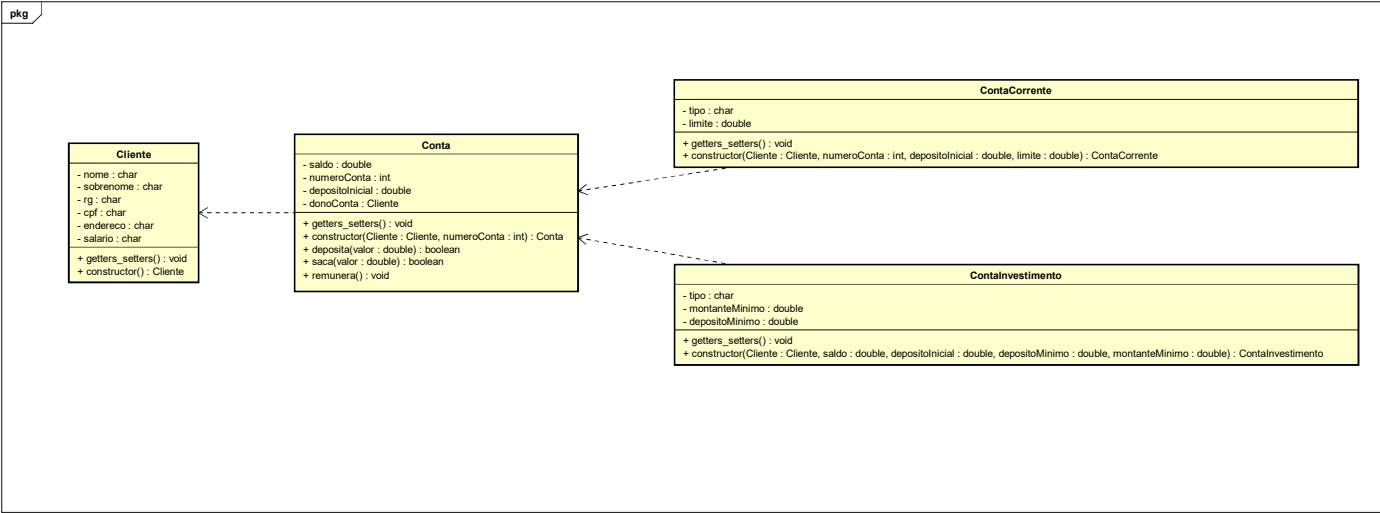 pkg
Cliente
- nome : char
- sobrenome : char
- rg : char
- cpf : char
- endereco : char
- salario : char
+ getters_setters() : void
+ constructor() : Cliente
Conta
- saldo : double
- numeroConta : int
- depositoInicial : double
- donoConta : Cliente
+ getters_setters() : void
+ constructor(Cliente : Cliente, numeroConta : int) : Conta
+ deposita(valor : double) : boolean
+ saca(valor : double) : boolean
+ remunera() : void
ContaCorrente
- tipo : char
- limite : double
+ getters_setters() : void
+ constructor(Cliente : Cliente, numeroConta : int, depositoInicial : double, limite : double) : ContaCorrente
ContaInvestimento
- tipo : char
- montanteMinimo : double
- depositoMinimo : double
+ getters_setters() : void
+ constructor(Cliente : Cliente, saldo : double, depositoInicial : double, depositoMinimo : double, montanteMinimo : double) : ContaInvestimento